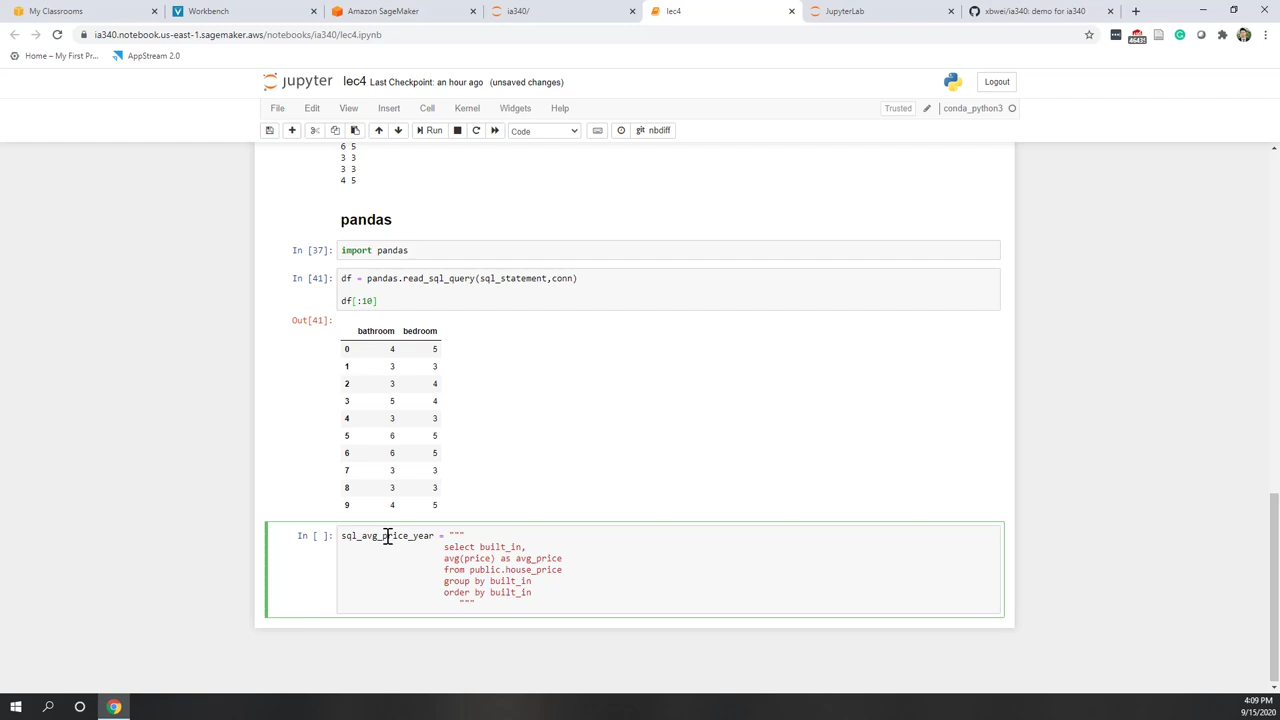 My Classrooms
Workbench
Amazon SageMaker
ia340/
lec4
JupyterLab
xbwei/ia340: demo for ia340
ia340.notebook.us-east-1.sagemaker.aws/notebooks/ia340/lec4.ipynb
Home – My First Pr...
AppStream 2.0
jupyter lec4 Last Checkpoint: an hour ago (unsaved changes)
Logout
File Edit View Insert Cell Kernel Widgets Help
Trusted
conda_python3
Run
Code
nbdiff
6 5
3 3
3 3
4 5
pandas
In [37]: import pandas
In [41]: df = pandas.read_sql_query(sql_statement,conn)
df[:10]
Out[41]:
bathroom bedroom
0 4 5
1 3 3
2 3 4
3 5 4
4 3 3
5 6 5
6 6 5
7 3 3
8 3 3
9 4 5
In [ ]: sql_avg_price_year = """
select built_in,
avg(price) as avg_price
from public.house_price
group by built_in
order by built_in
"""
4:09 PM
9/15/2020